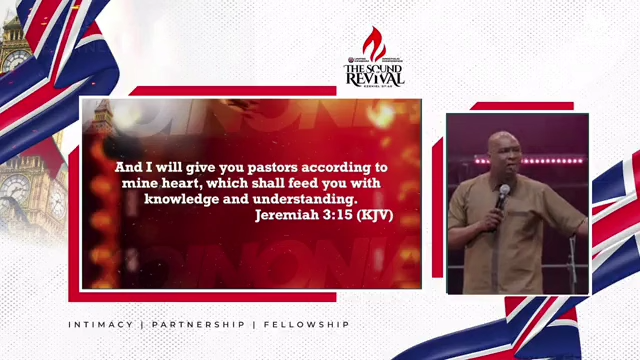 THE SOUND
OF
REVIVAL
And I will give you pastors according to
mine heart, which shall feed you with
knowledge and understanding.
Jeremiah 3:15 (KJV)
INTIMACY | PARTNERSHIP | FELLOWSHIP